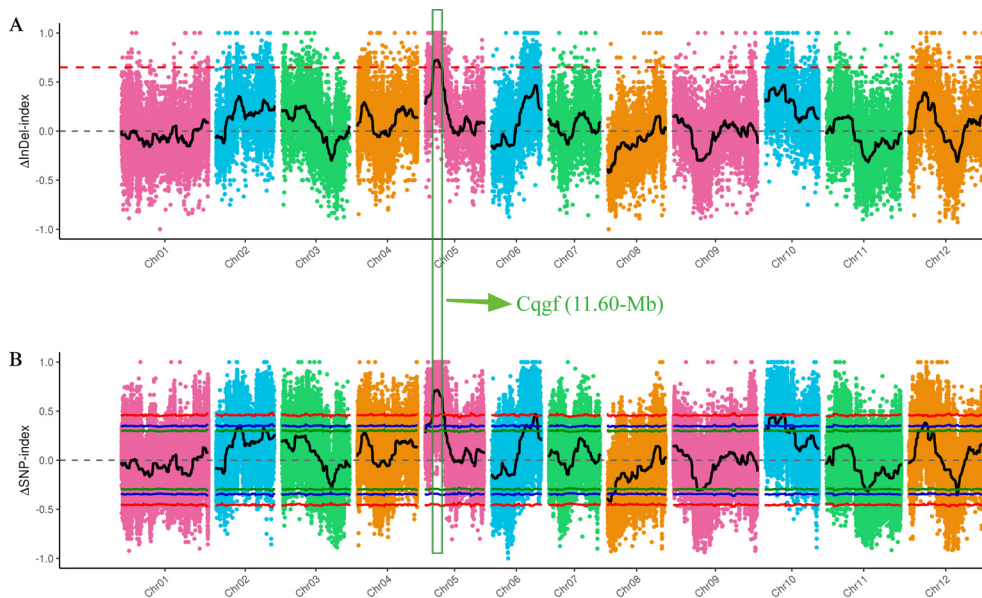 A
ΔInDel-index
1.0
0.5
0.0
-0.5
-1.0
Chr01
Chr02
Chr03
Chr04
Chr05
Chr06
Chr07
Chr08
Chr09
Chr10
Chr11
Chr12
Cqgf (11.60-Mb)
B
ΔSNP-index
1.0
0.5
0.0
-0.5
-1.0
Chr01
Chr02
Chr03
Chr04
Chr05
Chr06
Chr07
Chr08
Chr09
Chr10
Chr11
Chr12